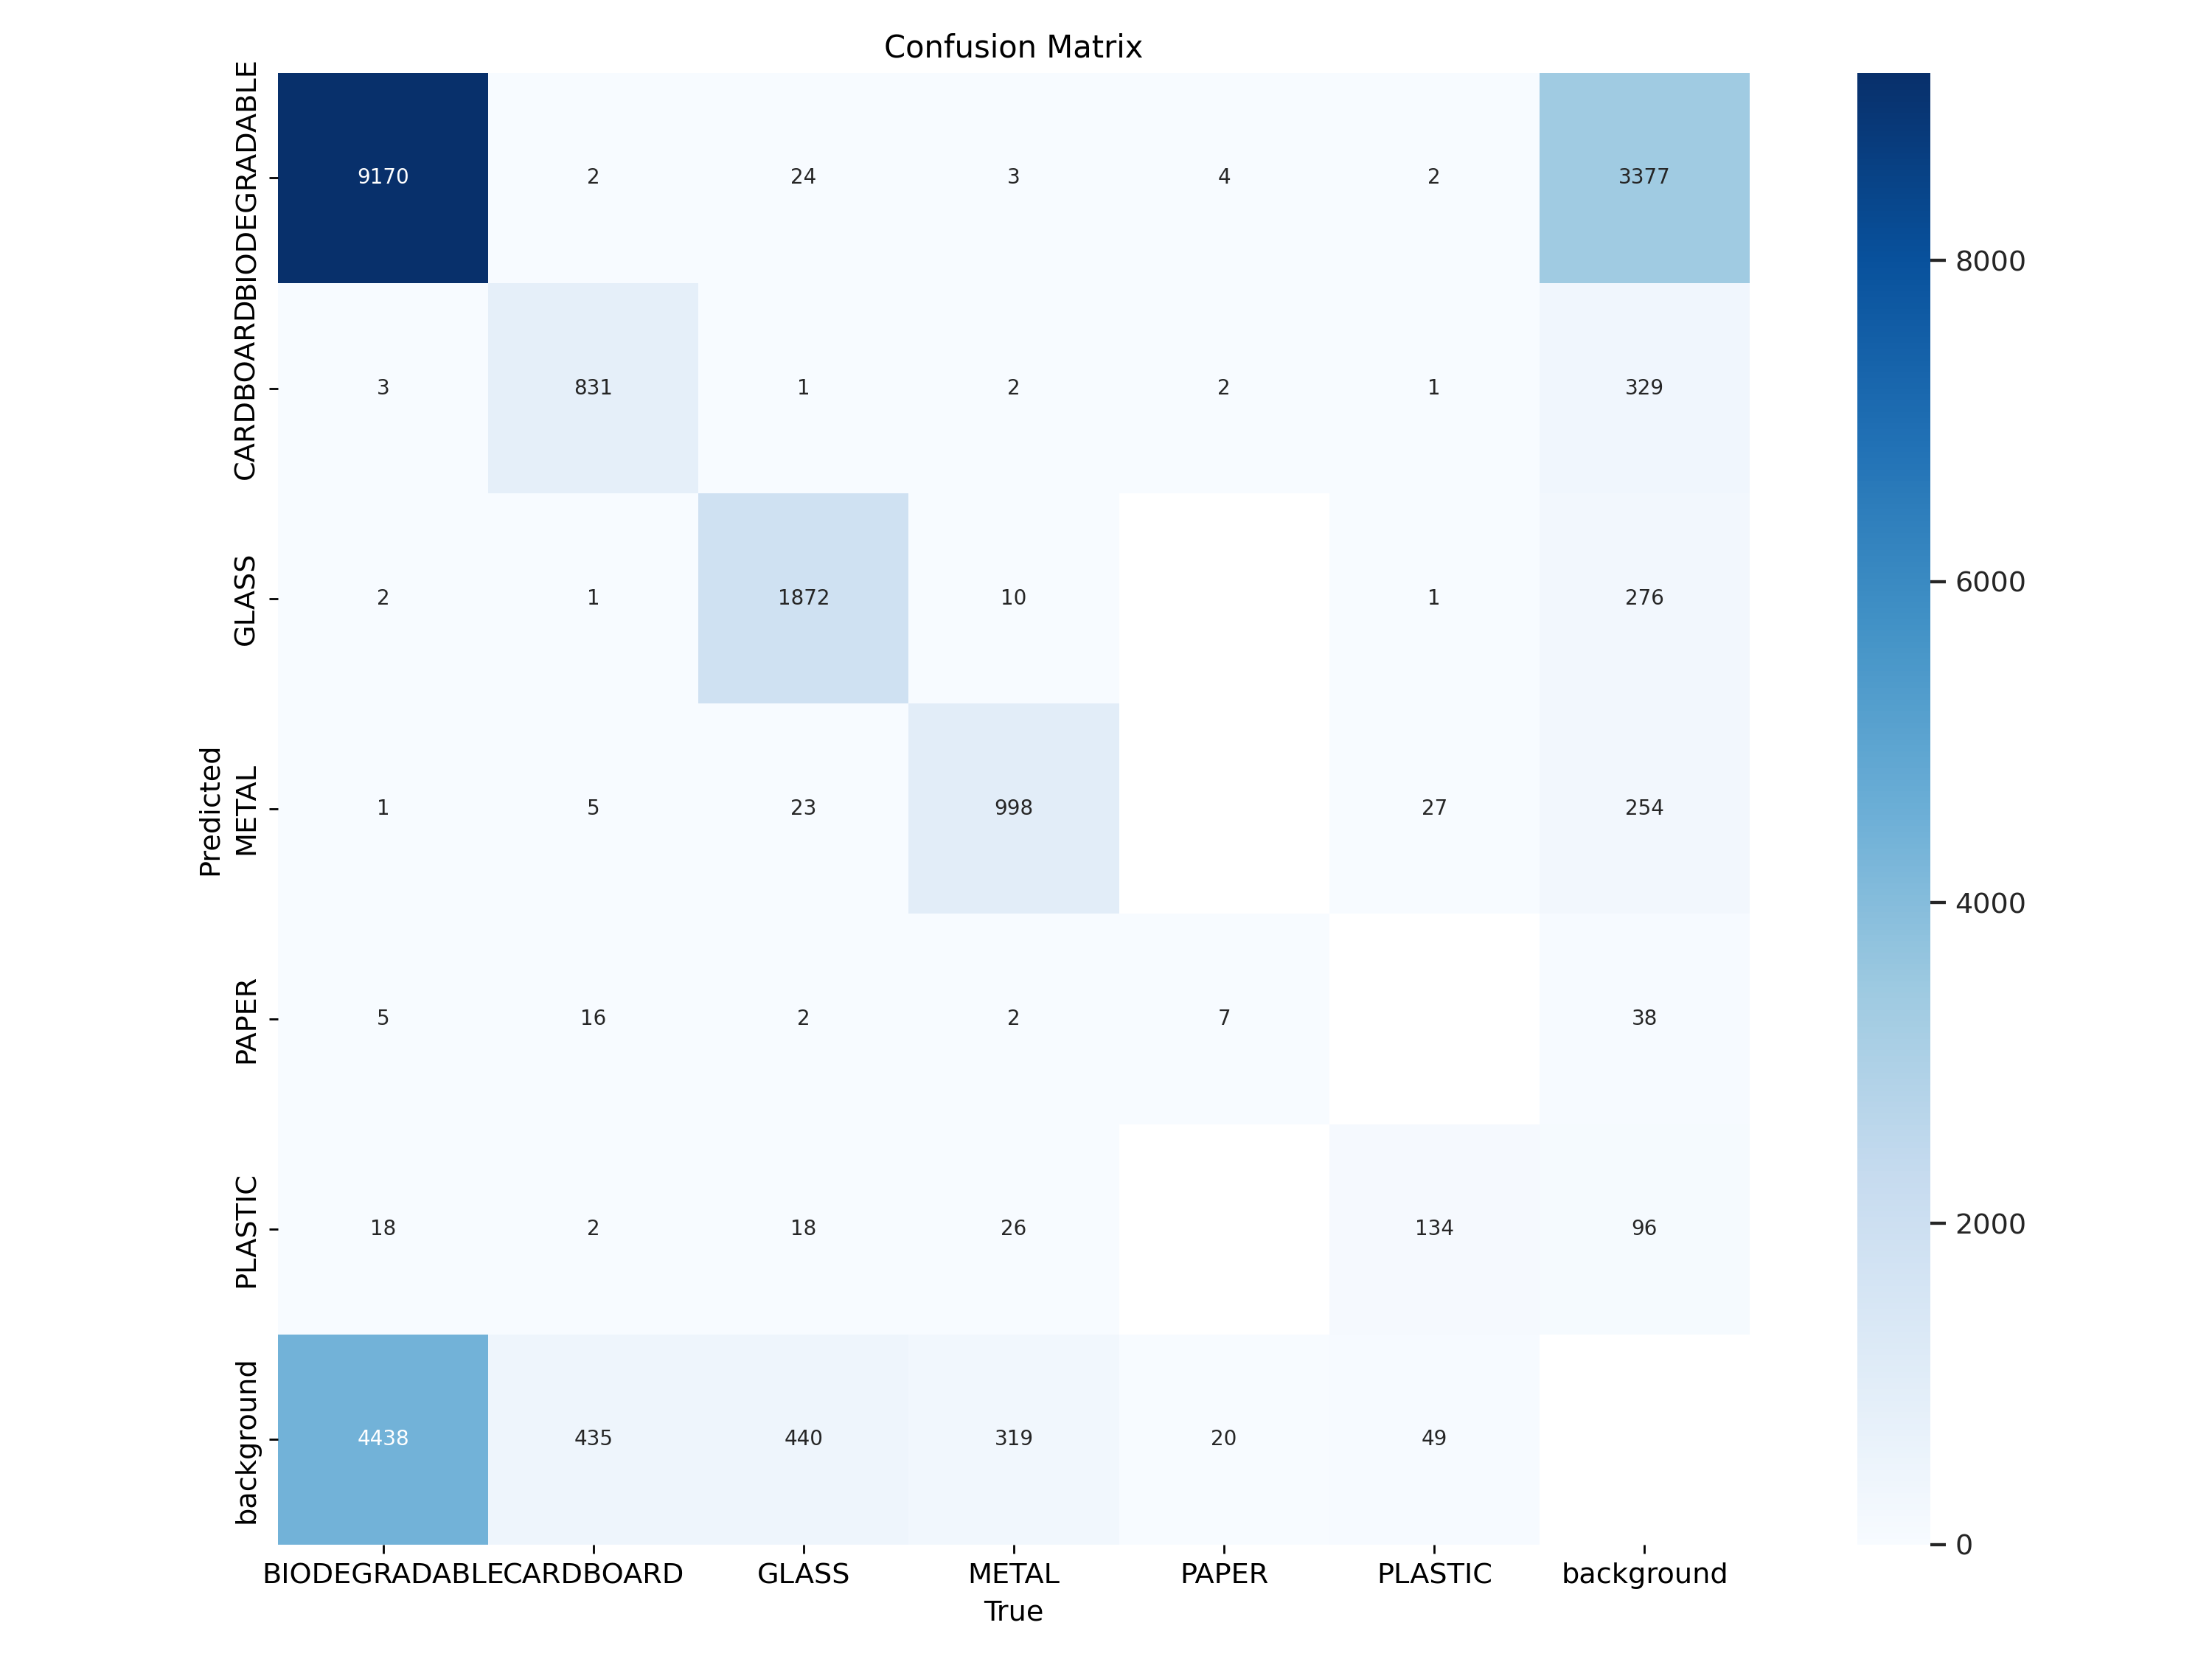 Confusion Matrix
BIODEGRADABLE
9170 2 24 3 4 2 3377
CARDBOARD
3 831 1 2 2 1 329
GLASS
2 1 1872 10 1 276
METAL
1 5 23 998 27 254
PAPER
5 16 2 2 7 38
PLASTIC
18 2 18 26 134 96
background
4438 435 440 319 20 49
Predicted
BIODEGRADABLE CARDBOARD GLASS METAL PAPER PLASTIC background
True
8000
6000
4000
2000
0